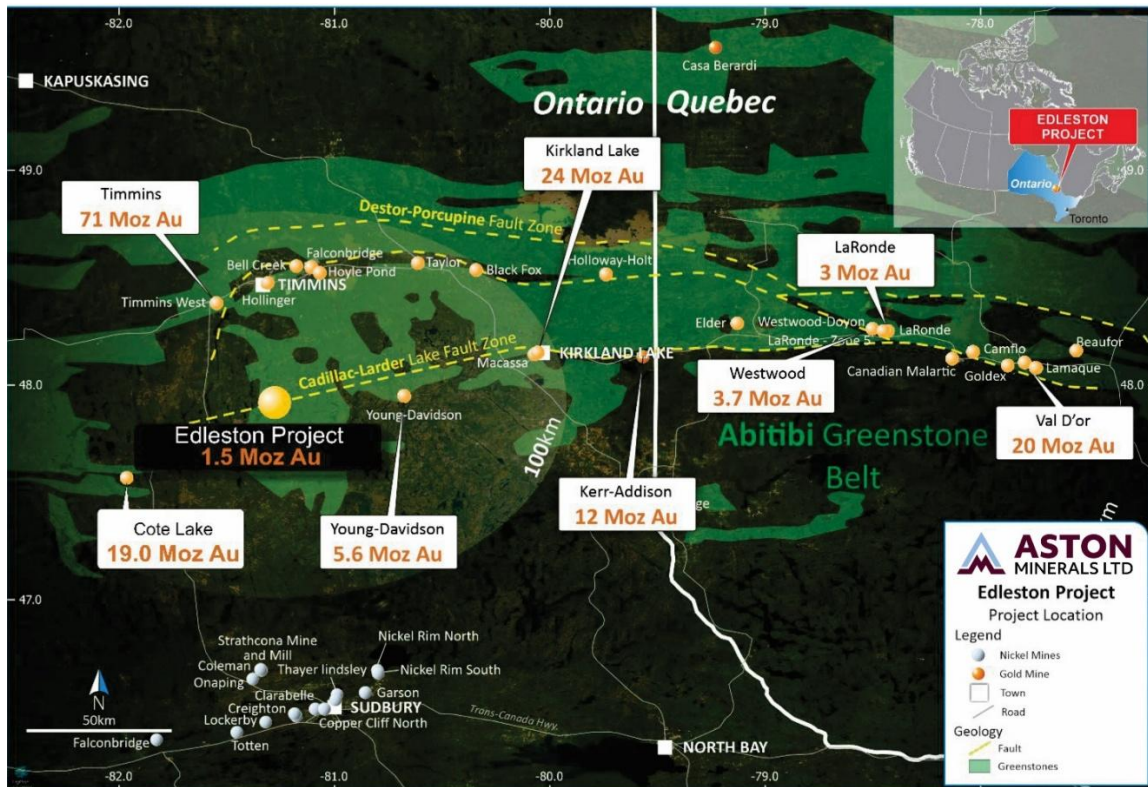 -82.0
-80.0
-79.0
-78.0
KAPUSKASING
Casa Berardi
Ontario
Quebec
EDLESTON
PROJECT
Ontario
Toronto
49.0
49.0
Kirkland Lake
24 Moz Au
Timmins
71 Moz Au
Destor-Porcupine Fault Zone
LaRonde
3 Moz Au
Falconbridge
Bell Creek
Hoyle Pond
Taylor
Black Fox
Holloway-Holt
TIMMINS
Hollinger
Timmins West
Elder
Westwood-Doyon
LaRonde
LaRonde - Zone 5
Cadillac-Larder Lake Fault Zone
Macassa
KIRKLAND LAKE
Camflo
Beaufor
Canadian Malartic
Goldex
Lamaque
48.0
48.0
Westwood
3.7 Moz Au
Young-Davidson
Edleston Project
1.5 Moz Au
100km
Abitibi Greenstone
Belt
Val D'or
20 Moz Au
Kerr-Addison
12 Moz Au
Cote Lake
19.0 Moz Au
Young-Davidson
5.6 Moz Au
47.0
ASTON
MINERALS LTD
Edleston Project
Project Location
Legend
Nickel Mines
Gold Mine
Town
Road
Geology
Fault
Greenstones
Strathcona Mine
and Mill
Nickel Rim North
Coleman
Thayer lindsley
Nickel Rim South
Onaping
Clarabelle
Garson
Creighton
SUDBURY
Lockerby
Copper Cliff North
Totten
Falconbridge
N
50km
Trans-Canada Hwy.
NORTH BAY
-82.0
-81.0
-80.0
-79.0